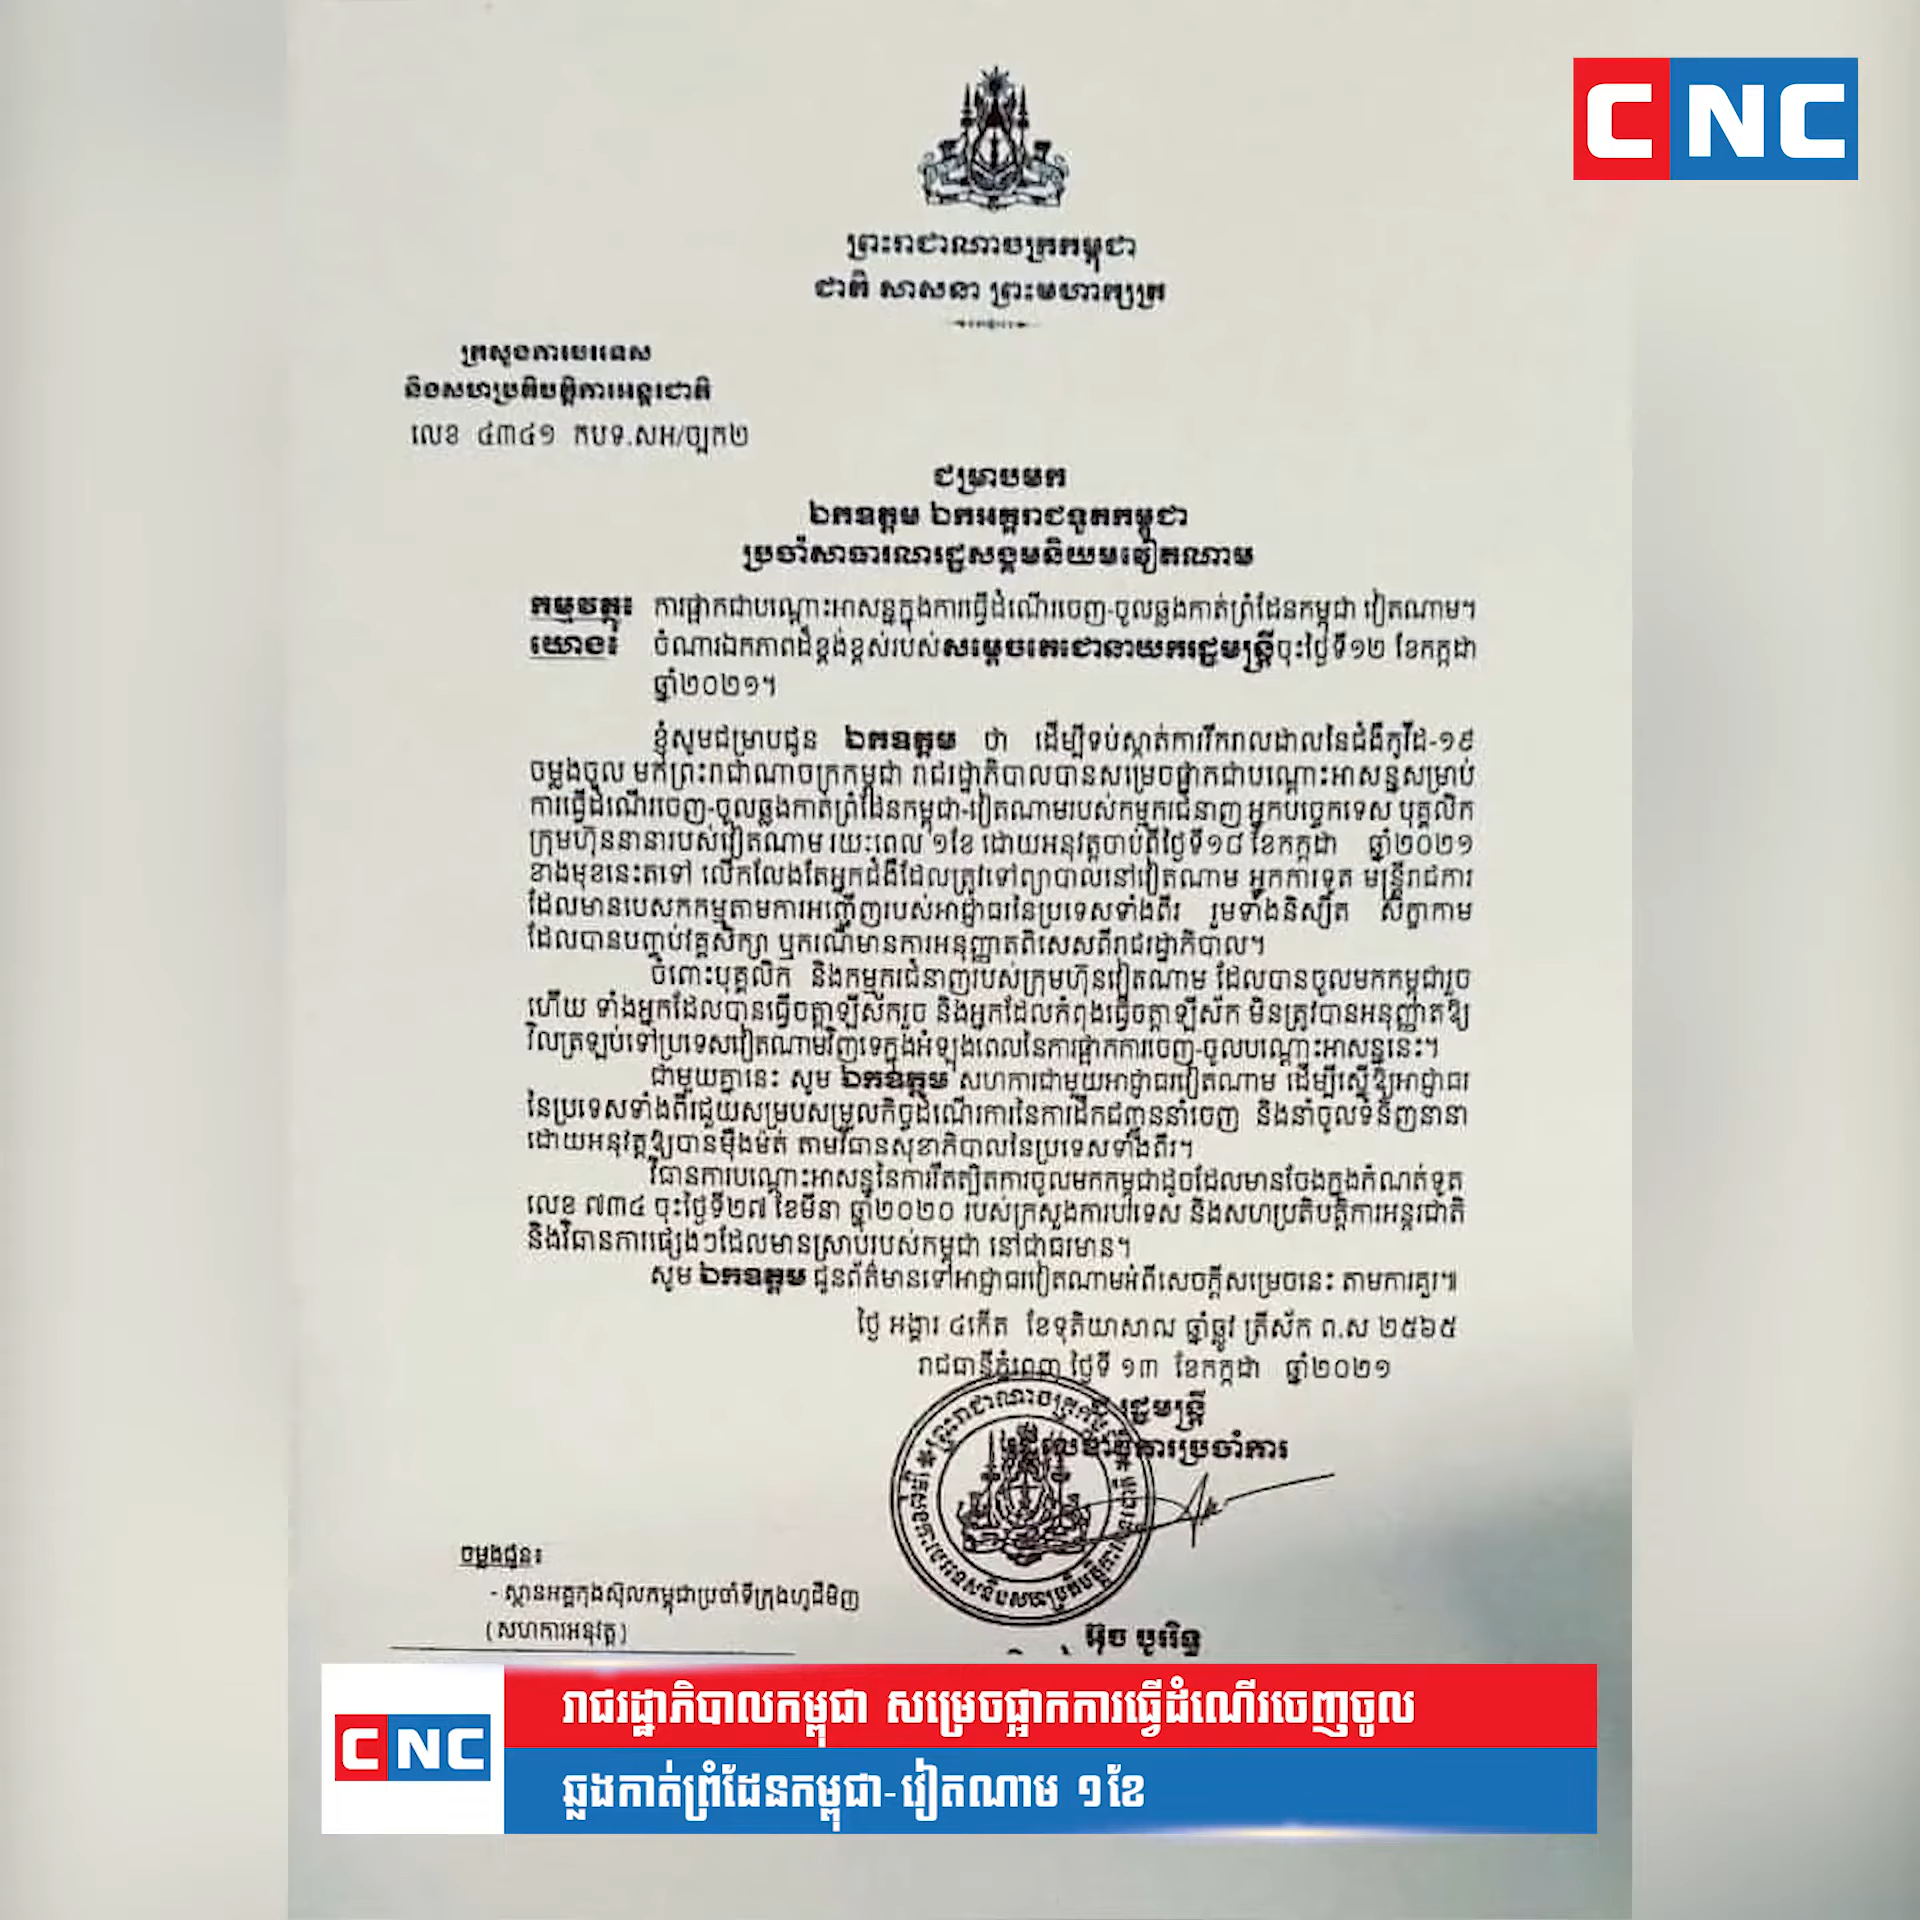 CNC
ព្រះរាជាណាចក្រកម្ពុជា
ជាតិ សាសនា ព្រះមហាក្សត្រ
ក្រសួងការបរទេស
និងសហប្រតិបត្តិការអន្តរជាតិ
លេខ ៤៣៤១ កបទ.សអ/ច្បក២
ជម្រាបមក
ឯកឧត្តម ឯកអគ្គរាជទូតកម្ពុជា
ប្រចាំសាធារណរដ្ឋសង្គមនិយមវៀតណាម
កម្មវត្ថុ៖ ការផ្អាកជាបណ្តោះអាសន្នក្នុងការធ្វើដំណើរចេញ-ចូលឆ្លងកាត់ព្រំដែនកម្ពុជា វៀតណាម។
យោង៖ ចំណារឯកភាពដ៏ខ្ពង់ខ្ពស់របស់សម្តេចតេជោនាយករដ្ឋមន្ត្រីចុះថ្ងៃទី១២ ខែកក្កដា
ឆ្នាំ២០២១។
ខ្ញុំសូមជម្រាបជូន ឯកឧត្តម ថា ដើម្បីទប់ស្កាត់ការរីករាលដាលនៃជំងឺកូវីដ-១៩
ចម្លងចូល មកព្រះរាជាណាចក្រកម្ពុជា រាជរដ្ឋាភិបាលបានសម្រេចផ្អាកជាបណ្តោះអាសន្នសម្រាប់
ការធ្វើដំណើរចេញ-ចូលឆ្លងកាត់ព្រំដែនកម្ពុជា-វៀតណាមរបស់កម្មករជំនាញ អ្នកបច្ចេកទេស បុគ្គលិក
ក្រុមហ៊ុននានារបស់វៀតណាម រយៈពេល ១ខែ ដោយអនុវត្តចាប់ពីថ្ងៃទី១៨ ខែកក្កដា ឆ្នាំ២០២១
ខាងមុខនេះតទៅ លើកលែងតែអ្នកជំងឺដែលត្រូវទៅព្យាបាលនៅវៀតណាម អ្នកការទូត មន្ត្រីរាជការ
ដែលមានបេសកកម្មតាមការអញ្ជើញរបស់អាជ្ញាធរនៃប្រទេសទាំងពីរ រួមទាំងនិស្សិត សិក្ខាកាម
ដែលបានបញ្ចប់វគ្គសិក្សា ឬករណីមានការអនុញ្ញាតពិសេសពីរាជរដ្ឋាភិបាល។
ចំពោះបុគ្គលិក និងកម្មករជំនាញរបស់ក្រុមហ៊ុនវៀតណាម ដែលបានចូលមកកម្ពុជារួច
ហើយ ទាំងអ្នកដែលបានធ្វើចត្តាឡីស័ករួច និងអ្នកដែលកំពុងធ្វើចត្តាឡីស័ក មិនត្រូវបានអនុញ្ញាតឱ្យ
វិលត្រឡប់ទៅប្រទេសវៀតណាមវិញទេក្នុងអំឡុងពេលនៃការផ្អាកការចេញ-ចូលបណ្តោះអាសន្ននេះ។
ជាមួយគ្នានេះ សូម ឯកឧត្តម សហការជាមួយអាជ្ញាធរវៀតណាម ដើម្បីស្នើឱ្យអាជ្ញាធរ
នៃប្រទេសទាំងពីរជួយសម្របសម្រួលកិច្ចដំណើរការនៃការដឹកជញ្ជូននាំចេញ និងនាំចូលទំនិញនានា
ដោយអនុវត្តឱ្យបានម៉ឺងម៉ត់ តាមវិធានសុខាភិបាលនៃប្រទេសទាំងពីរ។
វិធានការបណ្តោះអាសន្ននៃការរឹតត្បិតការចូលមកកម្ពុជាដូចដែលមានចែងក្នុងកំណត់ទូត
លេខ ៧៣៤ ចុះថ្ងៃទី២៧ ខែមីនា ឆ្នាំ២០២០ របស់ក្រសួងការបរទេស និងសហប្រតិបត្តិការអន្តរជាតិ
និងវិធានការផ្សេងៗដែលមានស្រាប់របស់កម្ពុជា នៅជាធរមាន។
សូម ឯកឧត្តម ជូនព័ត៌មានទៅអាជ្ញាធរវៀតណាមអំពីសេចក្តីសម្រេចនេះ តាមការគួរ៕
ថ្ងៃ អង្គារ ៤កើត ខែទុតិយាសាឍ ឆ្នាំឆ្លូវ ត្រីស័ក ព.ស ២៥៦៥
រាជធានីភ្នំពេញ ថ្ងៃទី ១៣ ខែកក្កដា ឆ្នាំ២០២១
រដ្ឋមន្ត្រី
រដ្ឋលេខាធិការប្រចាំការ
ព្រះរាជាណាចក្រកម្ពុជា
ក្រសួងការបរទេសនិងសហប្រតិបត្តិការអន្តរជាតិ
ចម្លងជូន៖
- ស្ថានអគ្គកុងស៊ុលកម្ពុជាប្រចាំទីក្រុងហូជីមិញ
(សហការអនុវត្ត)
អ៊ុច បូររិទ្ធ
CNC
រាជរដ្ឋាភិបាលកម្ពុជា សម្រេចផ្អាកការធ្វើដំណើរចេញចូល
ឆ្លងកាត់ព្រំដែនកម្ពុជា-វៀតណាម ១ខែ